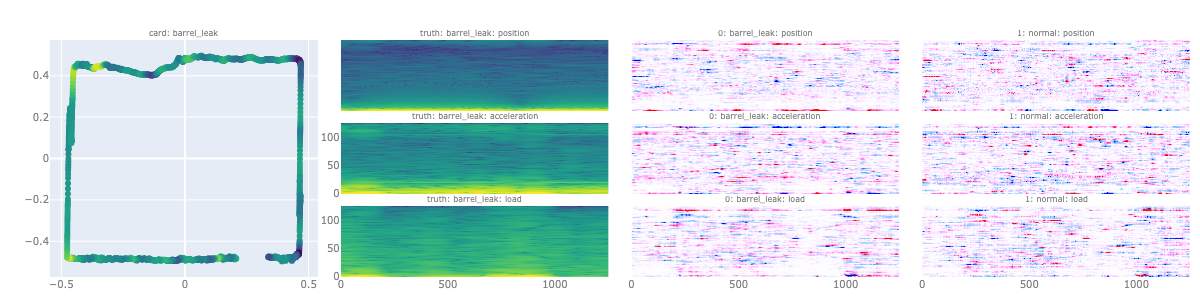 card: barrel_leak
truth: barrel_leak: position
0: barrel_leak: position
1: normal: position
truth: barrel_leak: acceleration
0: barrel_leak: acceleration
1: normal: acceleration
truth: barrel_leak: load
0: barrel_leak: load
1: normal: load
0.4
0.2
0
−0.2
−0.4
−0.5
0
0.5
100
50
0
100
50
0
0
500
1000
0
500
1000
0
500
1000